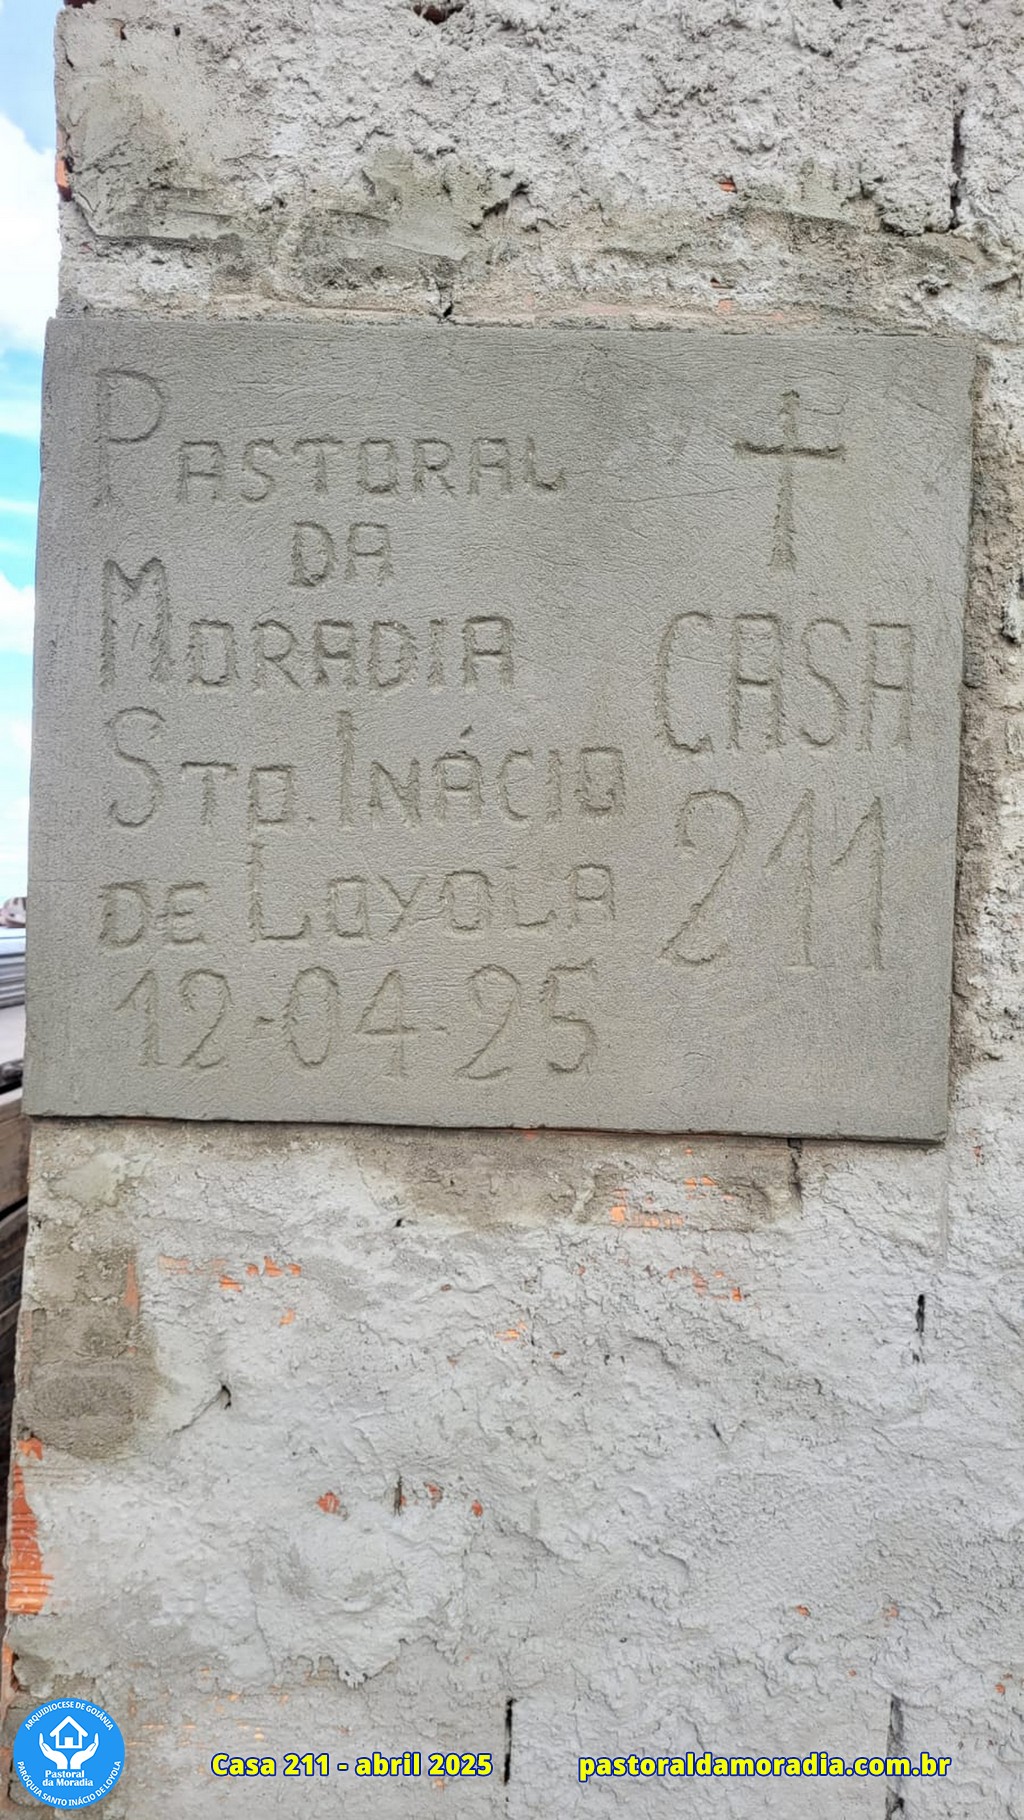 PASTORAL
DA
MORADIA
STO. INÁCIO
DE LOYOLA
12-04-25
CASA
211
ARQUIDIOCESE DE GOIÂNIA
Pastoral
da Moradia
PARÓQUIA SANTO INÁCIO DE LOYOLA
Casa 211 - abril 2025
pastoraldamoradia.com.br